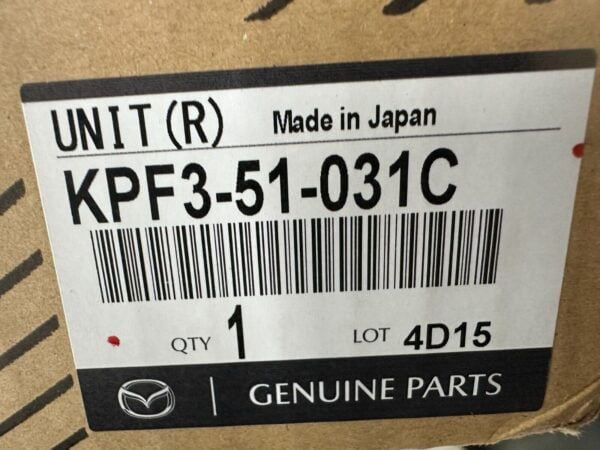 UNIT(R) Made in Japan
KPF3-51-031C
QTY 1 LOT 4D15
GENUINE PARTS